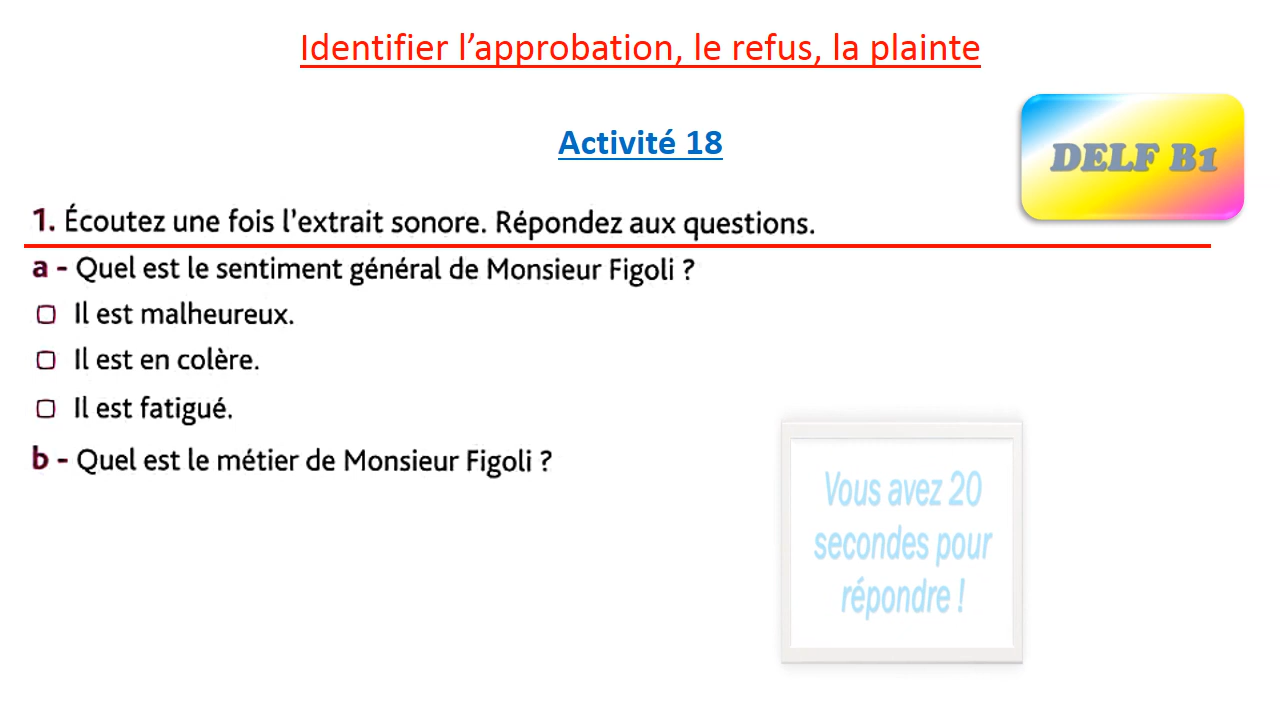 Identifier l’approbation, le refus, la plainte
Activité 18
DELF B1
1. Écoutez une fois l’extrait sonore. Répondez aux questions.
a - Quel est le sentiment général de Monsieur Figoli ?
Il est malheureux.
Il est en colère.
Il est fatigué.
b - Quel est le métier de Monsieur Figoli ?
Vous avez 20
secondes pour
répondre !